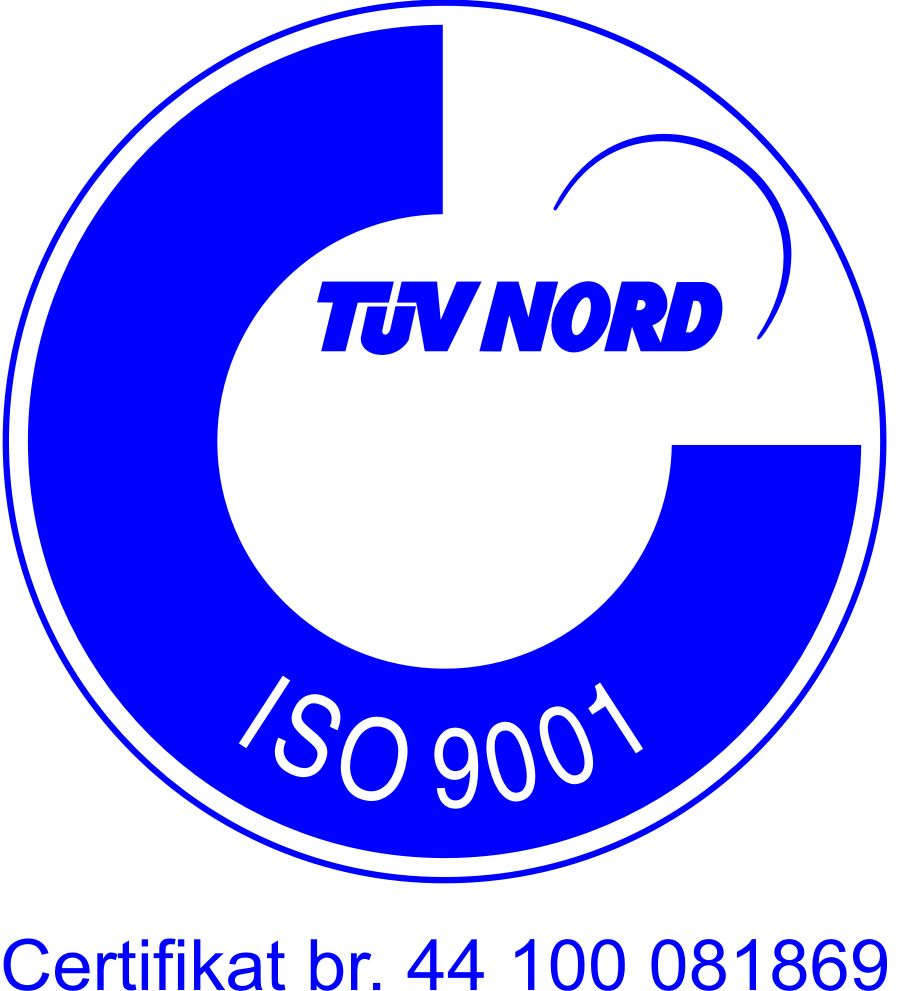 TÜV NORD
ISO 9001
Certifikat br. 44 100 081869